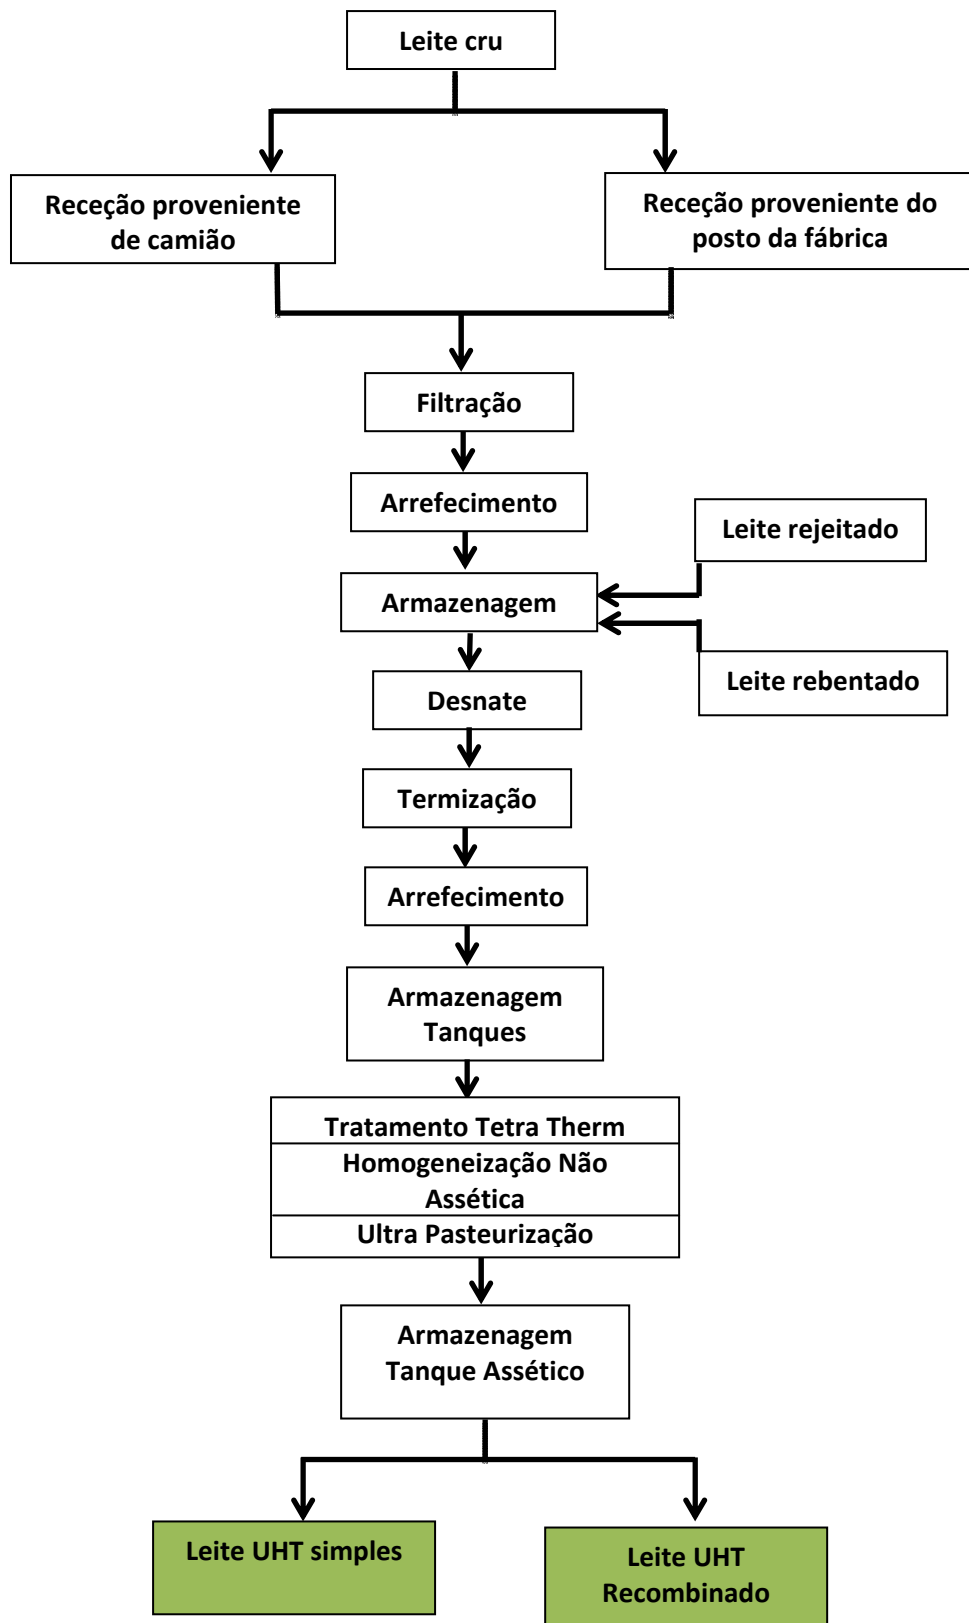 Leite cru
Receção proveniente
de camião
Receção proveniente do
posto da fábrica
Filtração
Arrefecimento
Leite rejeitado
Armazenagem
Leite rebentado
Desnate
Termização
Arrefecimento
Armazenagem
Tanques
Tratamento Tetra Therm
Homogeneização Não
Assética
Ultra Pasteurização
Armazenagem
Tanque Assético
Leite UHT simples
Leite UHT
Recombinado